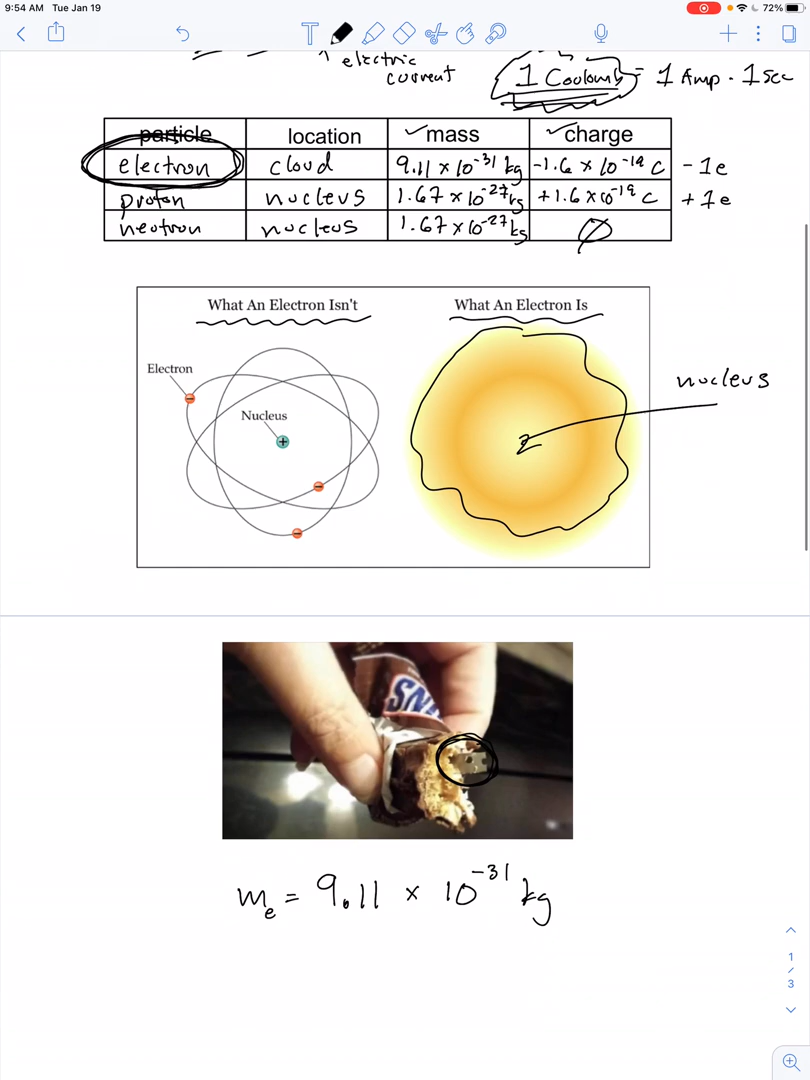 9:54 AM Tue Jan 19
72%
electric
current
1 Coolomb = 1 Amp · 1 Sec
particle location ✓mass ✓charge
electron cloud 9.11 × 10^-31 kg -1.6 × 10^-19 C -1e
proton nucleus 1.67 × 10^-27 kg +1.6 × 10^-19 C +1e
neutron nucleus 1.67 × 10^-27 kg ∅
What An Electron Isn't What An Electron Is
Electron
nucleus
Nucleus
+
SN
m_e = 9.11 × 10^-31 kg
1
/
3